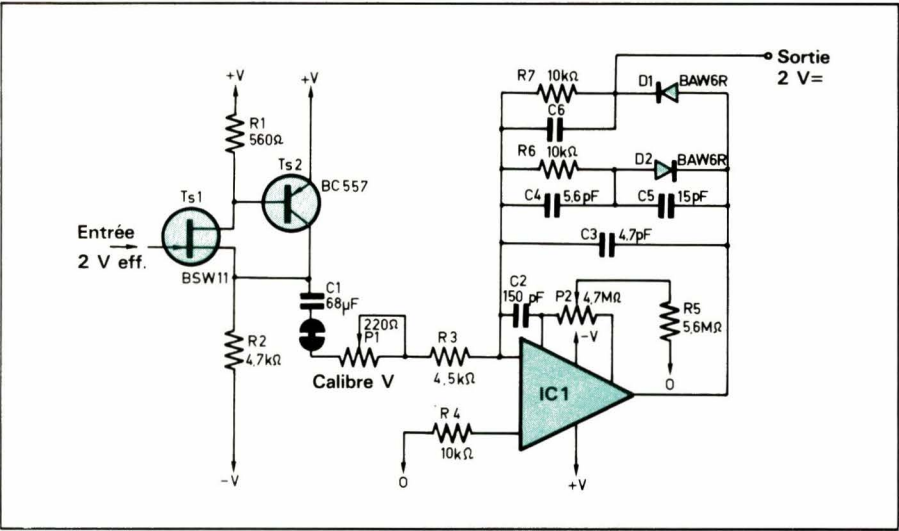 Sortie
2 V=
R7 10kΩ
D1 BAW6R
C6
R6 10kΩ
D2 BAW6R
C4 5,6pF
C5 15pF
C3 4,7pF
+V
+V
R1
560Ω
Ts2
BC557
Ts1
Entrée
2 V eff.
BSW11
C1
68μF
R2
4,7kΩ
220Ω
P1
Calibre V
R3
4,5kΩ
C2
150 pF
P2 4,7MΩ
-V
R5
5,6MΩ
0
IC1
R4
10kΩ
0
-V
+V